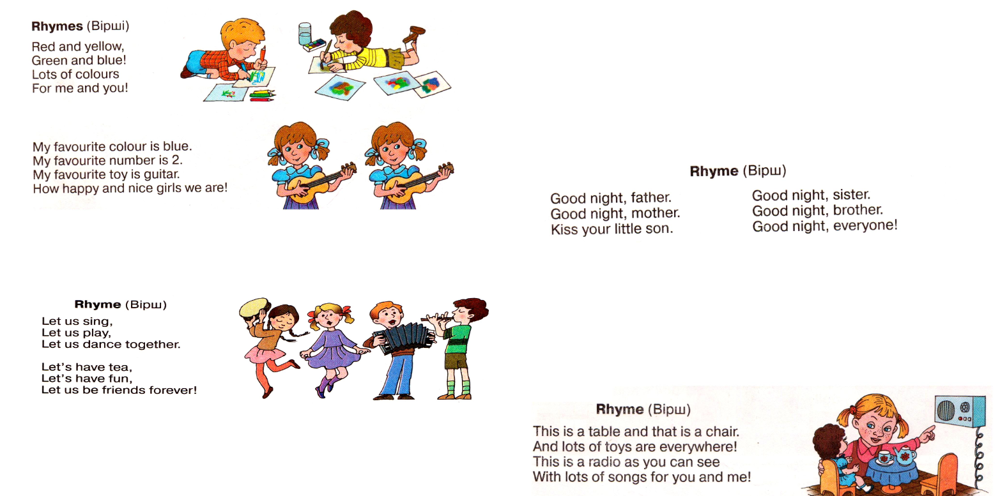 Rhymes (Вірші)
Red and yellow,
Green and blue!
Lots of colours
For me and you!
My favourite colour is blue.
My favourite number is 2.
My favourite toy is guitar.
How happy and nice girls we are!
Rhyme (Вірш)
Let us sing,
Let us play,
Let us dance together.
Let's have tea,
Let's have fun,
Let us be friends forever!
Rhyme (Вірш)
Good night, father.
Good night, mother.
Kiss your little son.
Good night, sister.
Good night, brother.
Good night, everyone!
Rhyme (Вірш)
This is a table and that is a chair.
And lots of toys are everywhere!
This is a radio as you can see
With lots of songs for you and me!